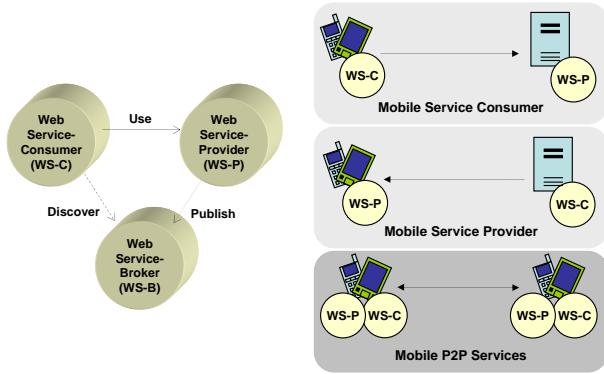 Web
Service-
Consumer
(WS-C)
Use
Web
Service-
Provider
(WS-P)
Discover
Publish
Web
Service-
Broker
(WS-B)
WS-C
WS-P
Mobile Service Consumer
WS-P
WS-C
Mobile Service Provider
WS-P WS-C
WS-P WS-C
Mobile P2P Services